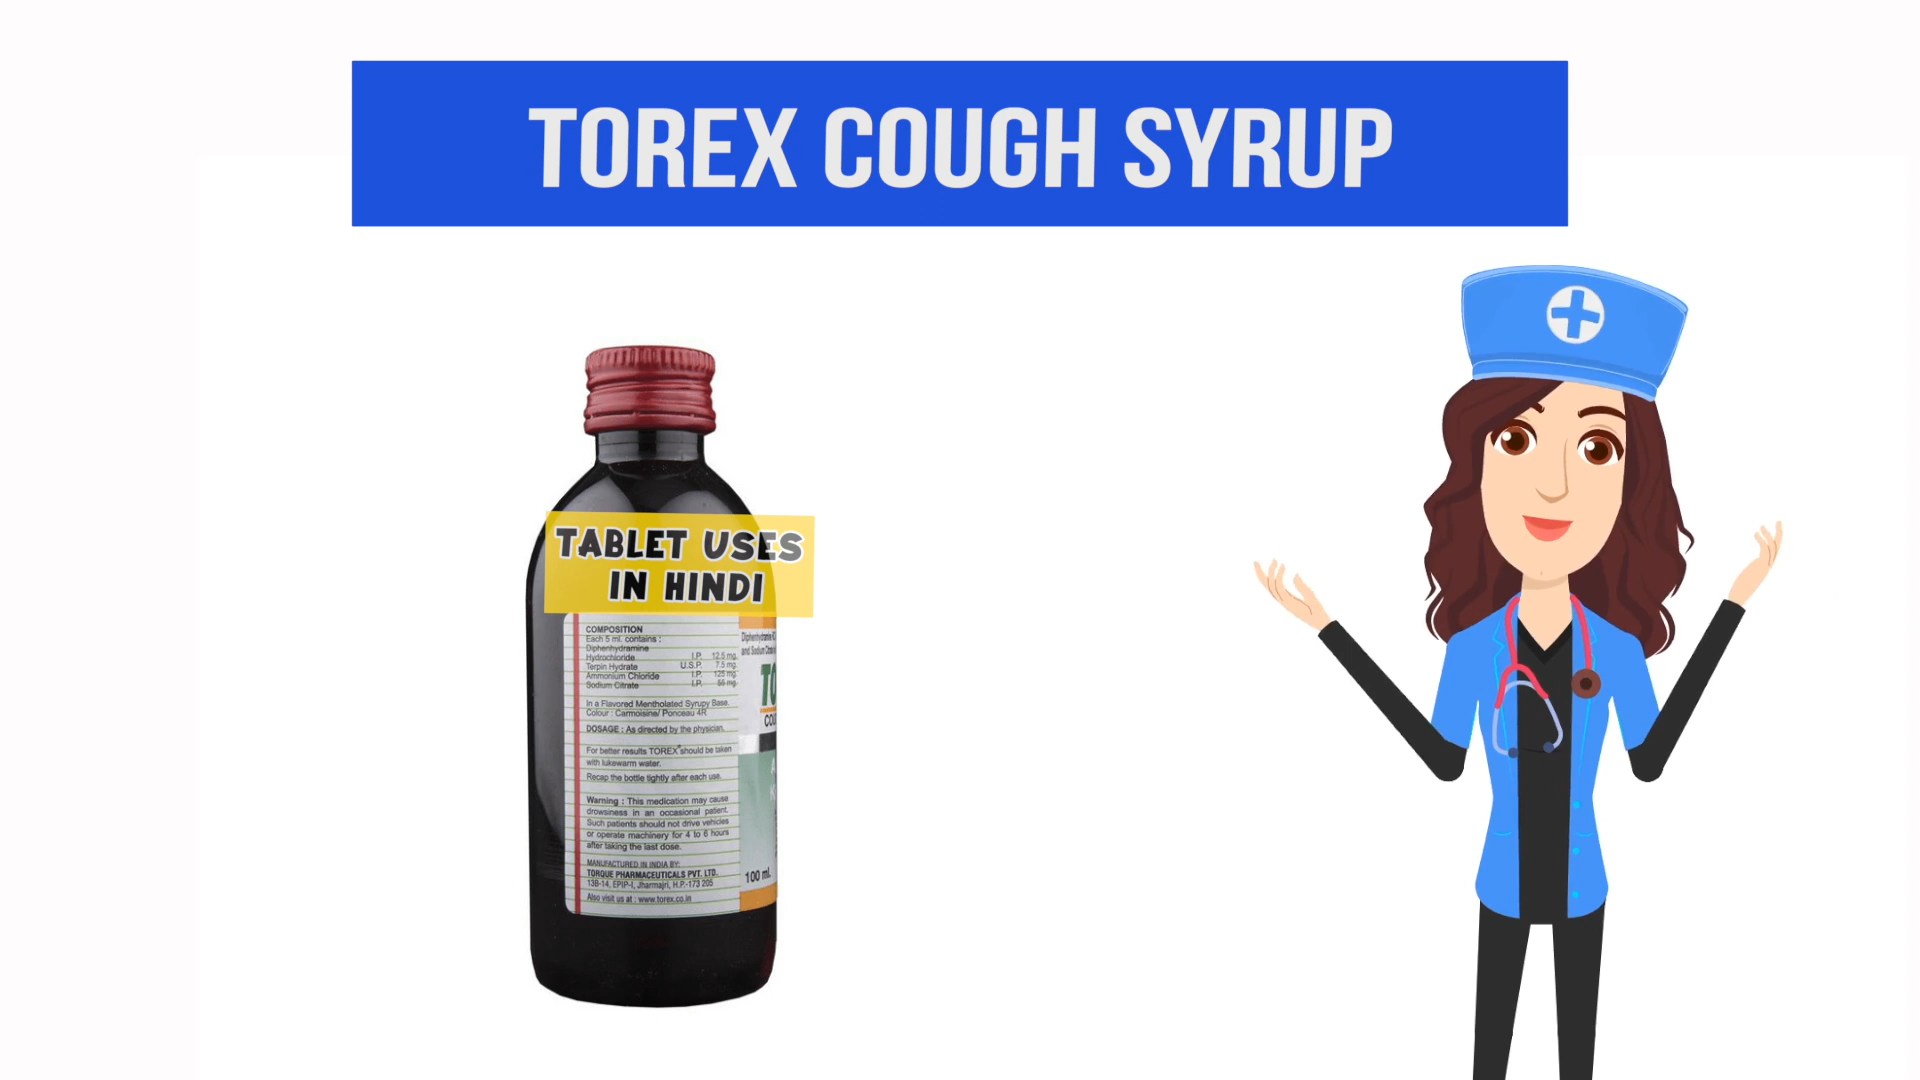 TOREX COUGH SYRUP
TABLET USES
IN HINDI
COMPOSITION
Each 5 ml. contains :
Diphenhydramine
Hydrochloride I.P. 12.5 mg.
Terpin Hydrate U.S.P. 7.5 mg.
Ammonium Chloride I.P. 125 mg.
Sodium Citrate I.P. 55 mg.
In a Flavored Mentholated Syrupy Base.
Colour : Carmoisine/ Ponceau 4R
DOSAGE : As directed by the physician.
For better results TOREX® should be taken
with lukewarm water.
Recap the bottle tightly after each use.
Warning : This medication may cause
drowsiness in an occasional patient.
Such patients should not drive vehicles
or operate machinery for 4 to 6 hours
after taking the last dose.
MANUFACTURED IN INDIA BY:
TORQUE PHARMACEUTICALS PVT. LTD.
13B-14, EPIP-I, Jharmajri, H.P.-173 205
Also visit us at : www.torex.co.in
and Sodium
TO
COU
100 ml.